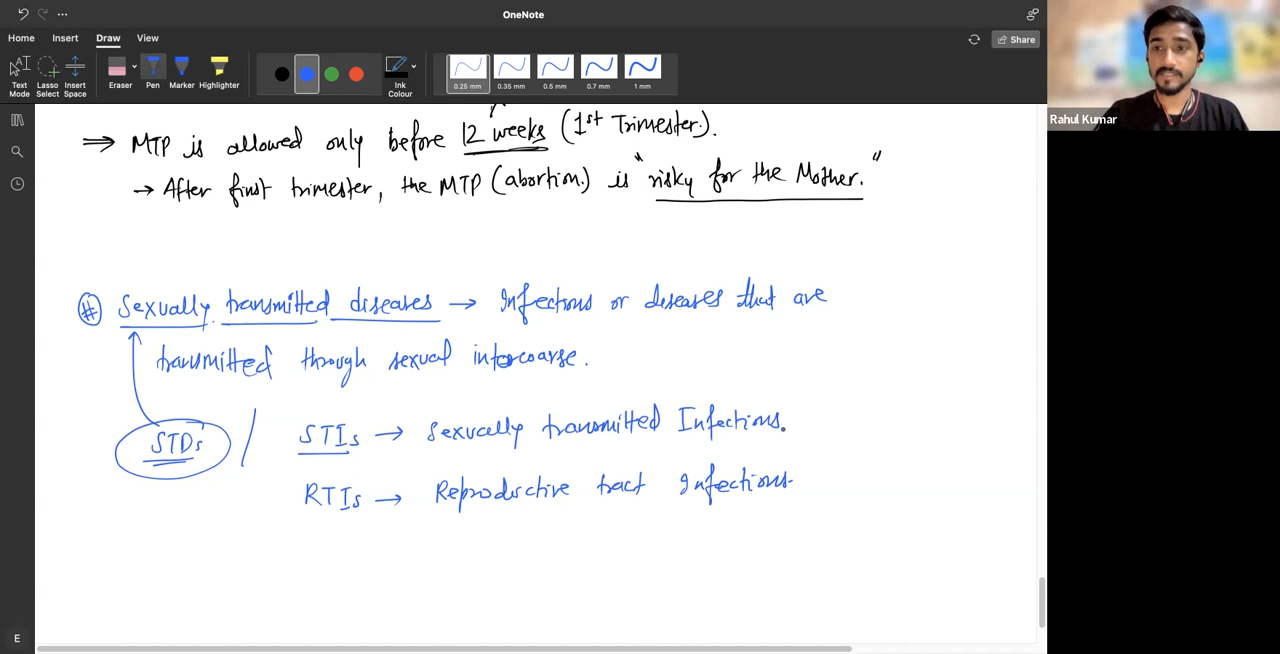 OneNote
Home Insert Draw View
Share
Text Mode
Lasso Select
Insert Space
Eraser
Pen
Marker
Highlighter
Ink Colour
0.25 mm
0.35 mm
0.5 mm
0.7 mm
1 mm
Rahul Kumar
⇒ MTP is allowed only before 12 weeks (1st Trimester).
→ After first trimester, the MTP (abortion.) is "risky for the Mother."
# Sexually transmitted diseases → Infections or diseases that are
transmitted through sexual intercoarse.
STDs / STIs → Sexually transmitted Infections.
RTIs → Reproductive tract Infections.
E